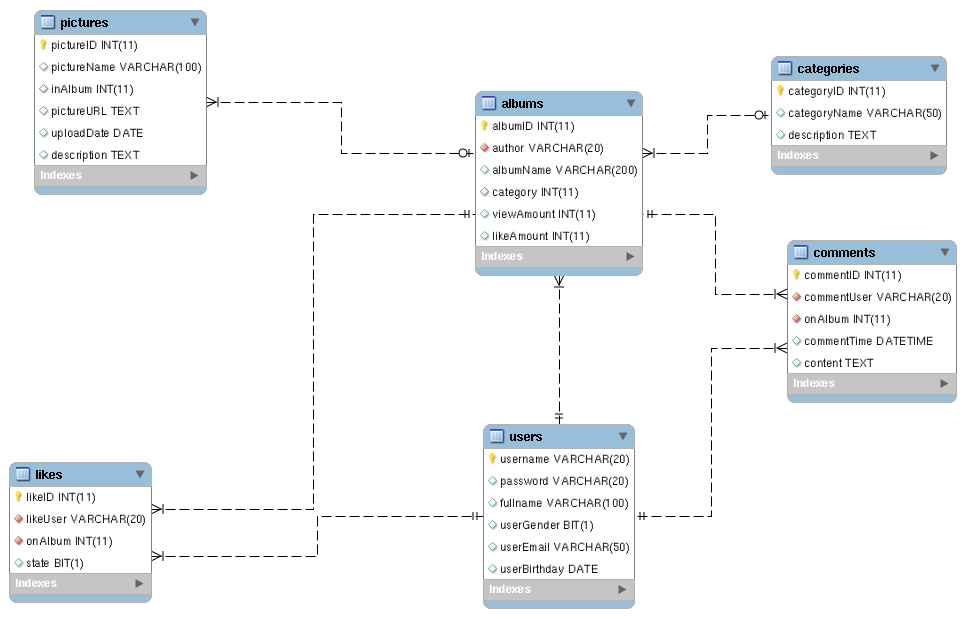 pictures
pictureID INT(11)
pictureName VARCHAR(100)
inAlbum INT(11)
pictureURL TEXT
uploadDate DATE
description TEXT
Indexes
albums
albumID INT(11)
author VARCHAR(20)
albumName VARCHAR(200)
category INT(11)
viewAmount INT(11)
likeAmount INT(11)
Indexes
categories
categoryID INT(11)
categoryName VARCHAR(50)
description TEXT
Indexes
comments
commentID INT(11)
commentUser VARCHAR(20)
onAlbum INT(11)
commentTime DATETIME
content TEXT
Indexes
likes
likeID INT(11)
likeUser VARCHAR(20)
onAlbum INT(11)
state BIT(1)
Indexes
users
username VARCHAR(20)
password VARCHAR(20)
fullname VARCHAR(100)
userGender BIT(1)
userEmail VARCHAR(50)
userBirthday DATE
Indexes